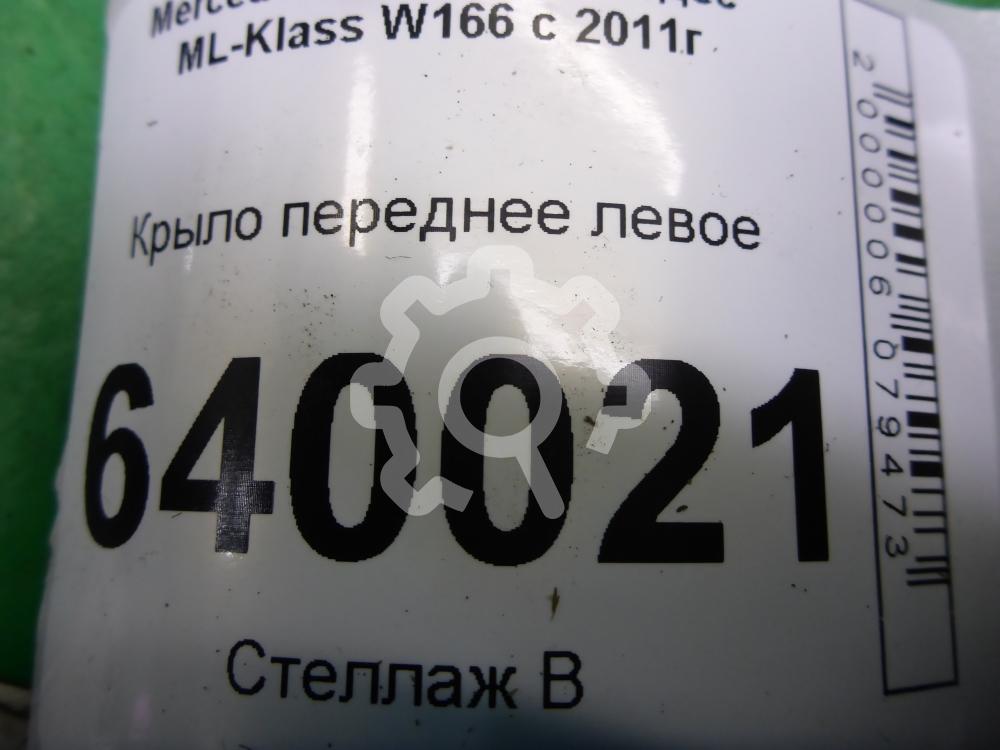 ML-Klass W166 с 2011г
Крыло переднее левое
640021
Стеллаж В
2000006079473